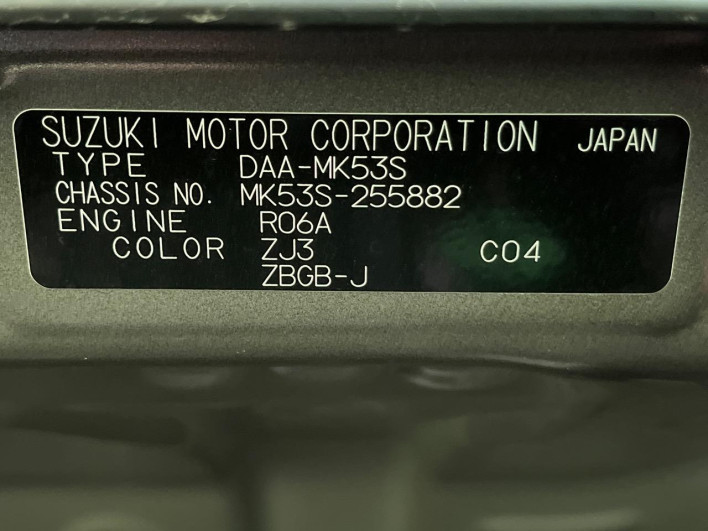 SUZUKI MOTOR CORPORATION JAPAN
TYPE DAA-MK53S
CHASSIS NO. MK53S-255882
ENGINE R06A
COLOR ZJ3 C04
ZBGB-J